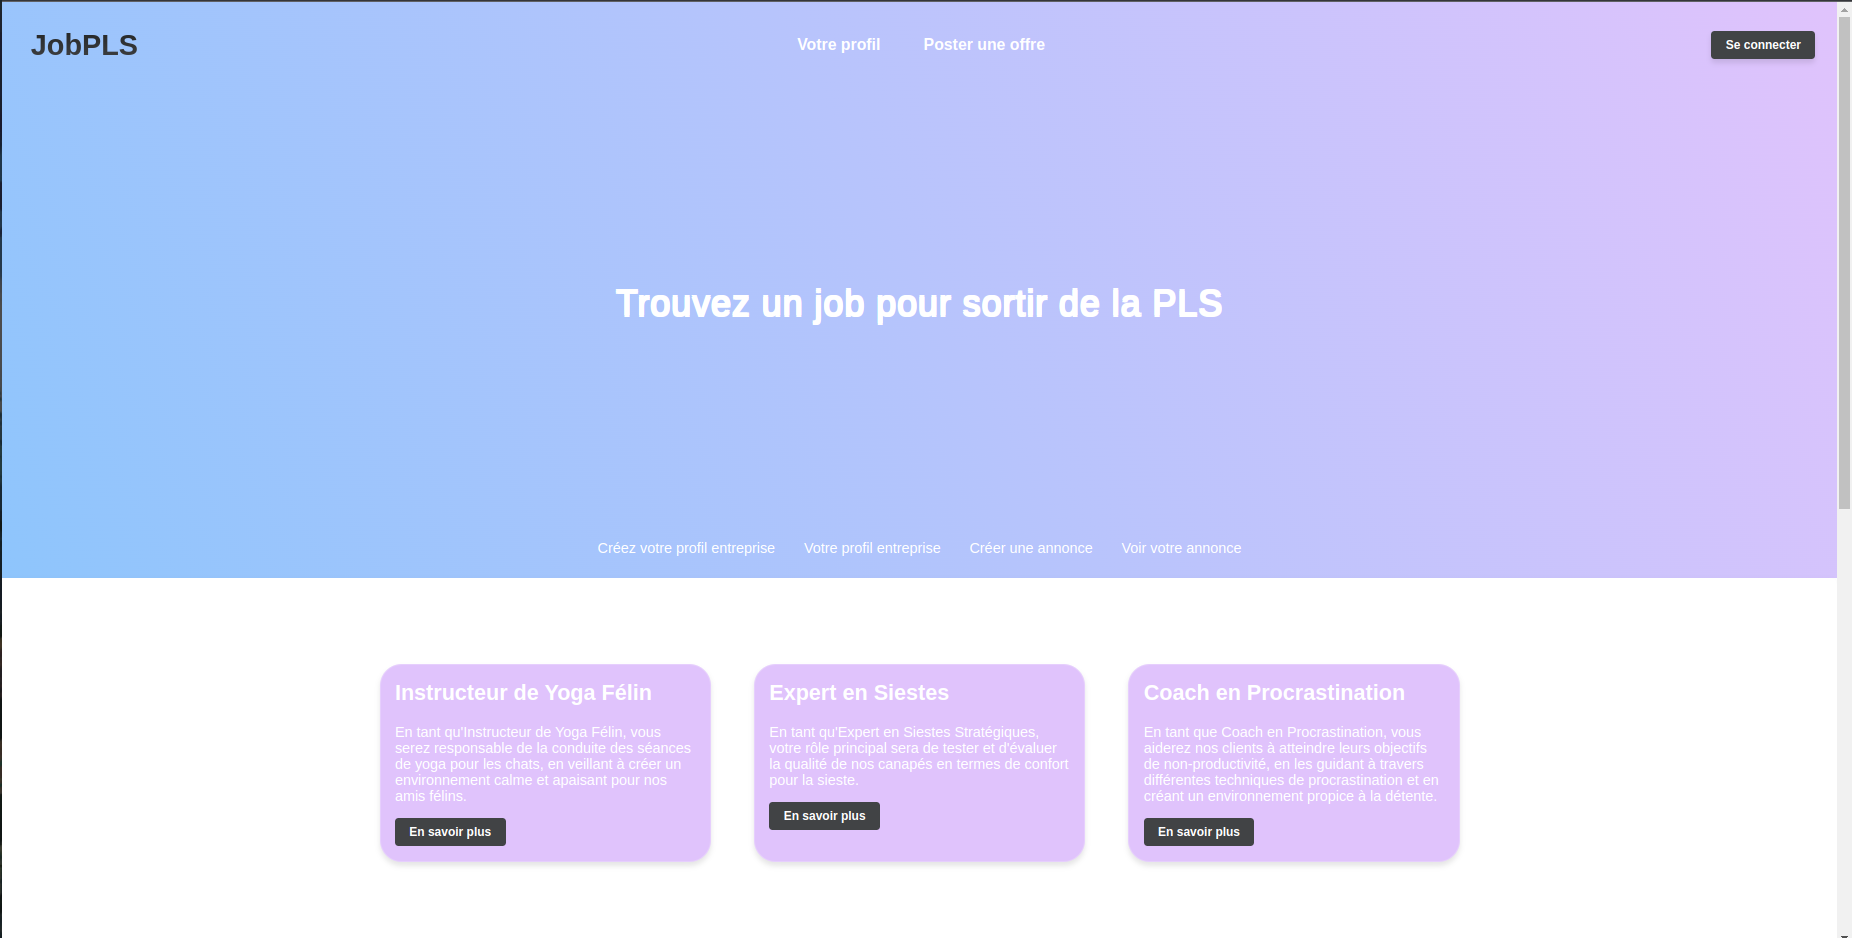 JobPLS
Votre profil
Poster une offre
Se connecter
Trouvez un job pour sortir de la PLS
Créez votre profil entreprise
Votre profil entreprise
Créer une annonce
Voir votre annonce
Instructeur de Yoga Félin
En tant qu'Instructeur de Yoga Félin, vous
serez responsable de la conduite des séances
de yoga pour les chats, en veillant à créer un
environnement calme et apaisant pour nos
amis félins.
En savoir plus
Expert en Siestes
En tant qu'Expert en Siestes Stratégiques,
votre rôle principal sera de tester et d'évaluer
la qualité de nos canapés en termes de confort
pour la sieste.
En savoir plus
Coach en Procrastination
En tant que Coach en Procrastination, vous
aiderez nos clients à atteindre leurs objectifs
de non-productivité, en les guidant à travers
différentes techniques de procrastination et en
créant un environnement propice à la détente.
En savoir plus